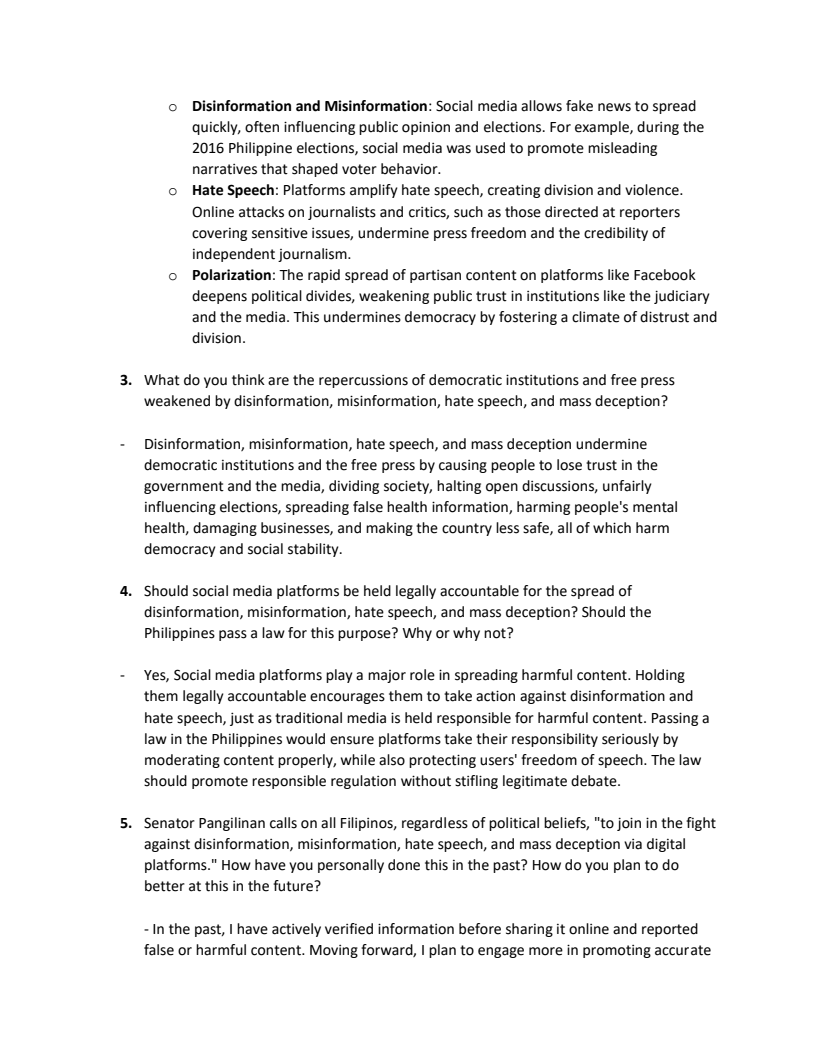 o Disinformation and Misinformation: Social media allows fake news to spread
quickly, often influencing public opinion and elections. For example, during the
2016 Philippine elections, social media was used to promote misleading
narratives that shaped voter behavior.
o Hate Speech: Platforms amplify hate speech, creating division and violence.
Online attacks on journalists and critics, such as those directed at reporters
covering sensitive issues, undermine press freedom and the credibility of
independent journalism.
o Polarization: The rapid spread of partisan content on platforms like Facebook
deepens political divides, weakening public trust in institutions like the judiciary
and the media. This undermines democracy by fostering a climate of distrust and
division.
3. What do you think are the repercussions of democratic institutions and free press
weakened by disinformation, misinformation, hate speech, and mass deception?
- Disinformation, misinformation, hate speech, and mass deception undermine
democratic institutions and the free press by causing people to lose trust in the
government and the media, dividing society, halting open discussions, unfairly
influencing elections, spreading false health information, harming people's mental
health, damaging businesses, and making the country less safe, all of which harm
democracy and social stability.
4. Should social media platforms be held legally accountable for the spread of
disinformation, misinformation, hate speech, and mass deception? Should the
Philippines pass a law for this purpose? Why or why not?
- Yes, Social media platforms play a major role in spreading harmful content. Holding
them legally accountable encourages them to take action against disinformation and
hate speech, just as traditional media is held responsible for harmful content. Passing a
law in the Philippines would ensure platforms take their responsibility seriously by
moderating content properly, while also protecting users' freedom of speech. The law
should promote responsible regulation without stifling legitimate debate.
5. Senator Pangilinan calls on all Filipinos, regardless of political beliefs, "to join in the fight
against disinformation, misinformation, hate speech, and mass deception via digital
platforms." How have you personally done this in the past? How do you plan to do
better at this in the future?
- In the past, I have actively verified information before sharing it online and reported
false or harmful content. Moving forward, I plan to engage more in promoting accurate